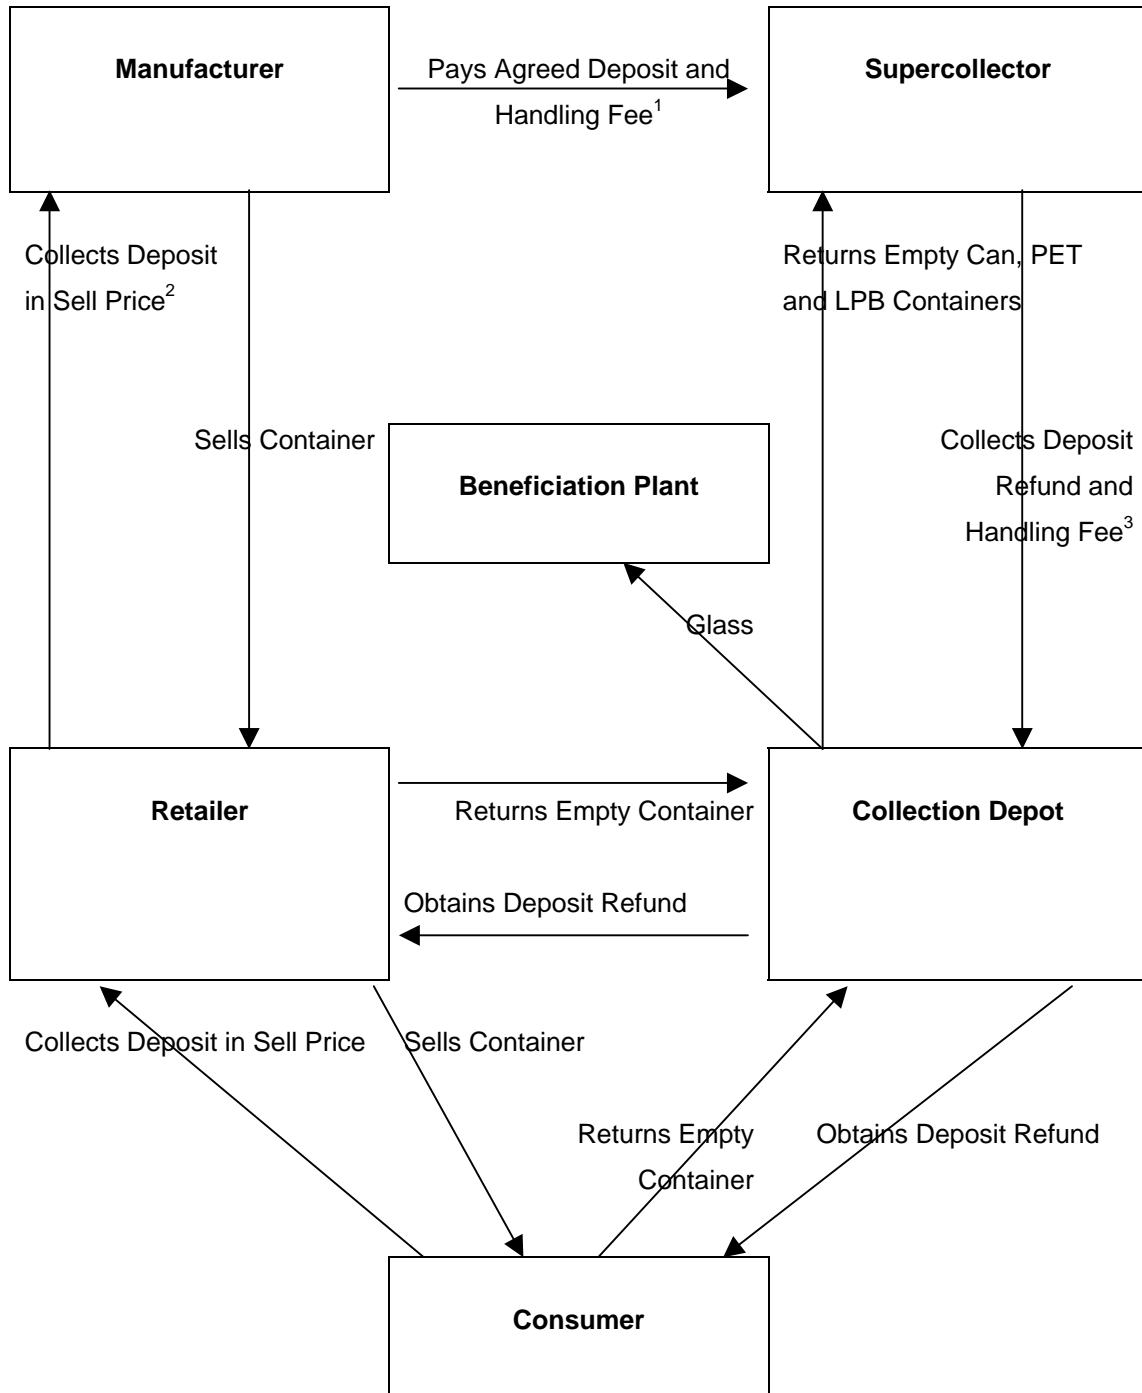 Manufacturer
Pays Agreed Deposit and
Handling Fee¹
Supercollector
Collects Deposit
in Sell Price²
Returns Empty Can, PET
and LPB Containers
Sells Container
Beneficiation Plant
Collects Deposit
Refund and
Handling Fee³
Glass
Retailer
Returns Empty Container
Collection Depot
Obtains Deposit Refund
Collects Deposit in Sell Price
Sells Container
Returns Empty
Container
Obtains Deposit Refund
Consumer